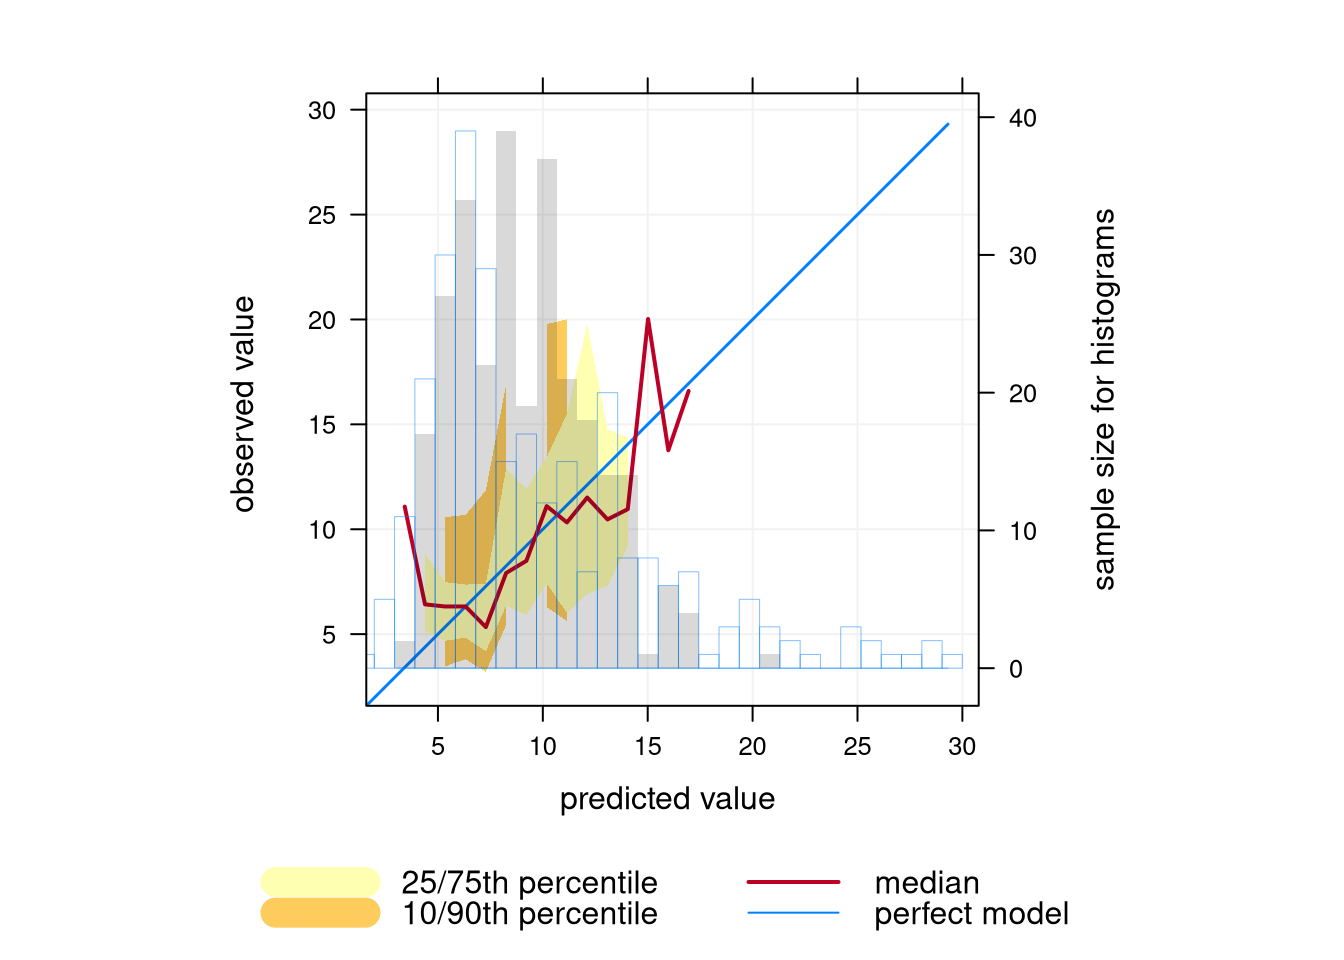 30
25
20
15
10
5
observed value
40
30
20
10
0
sample size for histograms
5 10 15 20 25 30
predicted value
25/75th percentile
10/90th percentile
median
perfect model